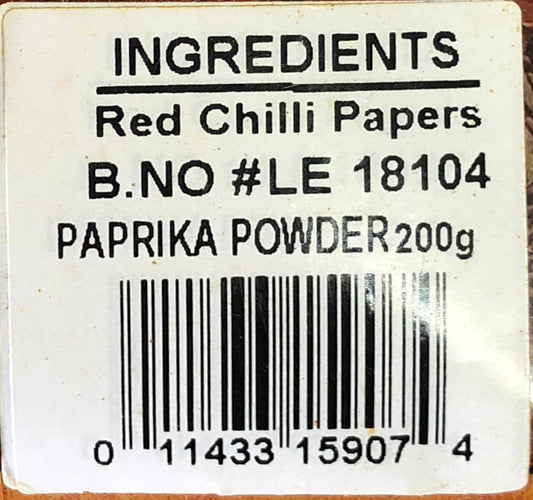 INGREDIENTS
Red Chilli Papers
B.NO #LE 18104
PAPRIKA POWDER 200g
0 11433 15907 4